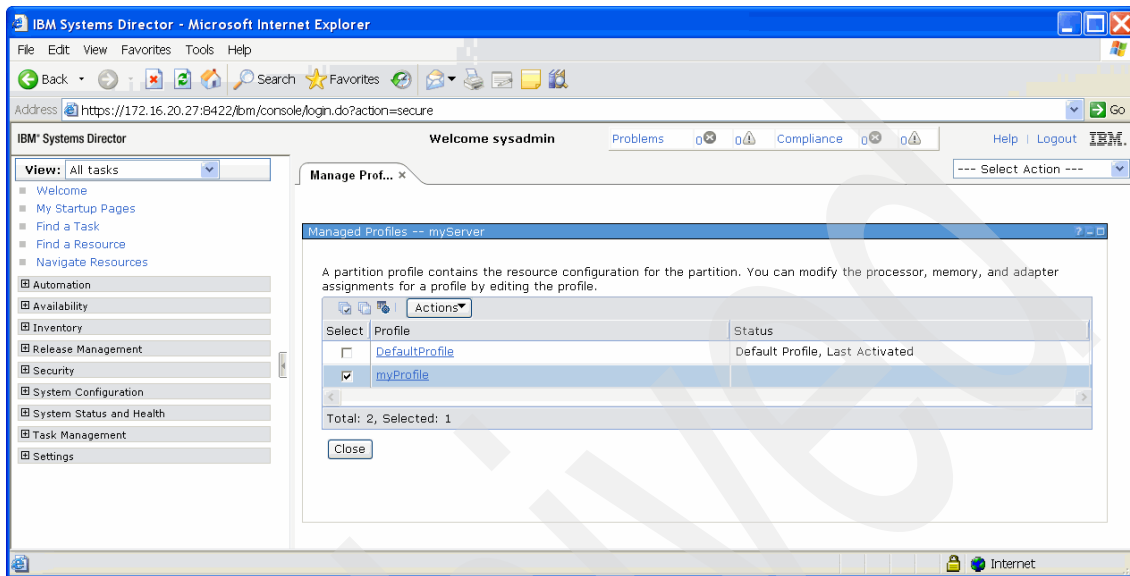 IBM Systems Director - Microsoft Internet Explorer
File Edit View Favorites Tools Help
Back Search Favorites
Address https://172.16.20.27:8422/ibm/console/login.do?action=secure Go
IBM® Systems Director Welcome sysadmin Problems 0 0 Compliance 0 0 Help | Logout IBM.
View: All tasks
Manage Prof... ×
--- Select Action ---
Welcome
My Startup Pages
Find a Task
Find a Resource
Navigate Resources
Automation
Availability
Inventory
Release Management
Security
System Configuration
System Status and Health
Task Management
Settings
Managed Profiles -- myServer
A partition profile contains the resource configuration for the partition. You can modify the processor, memory, and adapter
assignments for a profile by editing the profile.
Actions
Select Profile Status
DefaultProfile Default Profile, Last Activated
myProfile
Total: 2, Selected: 1
Close
Internet